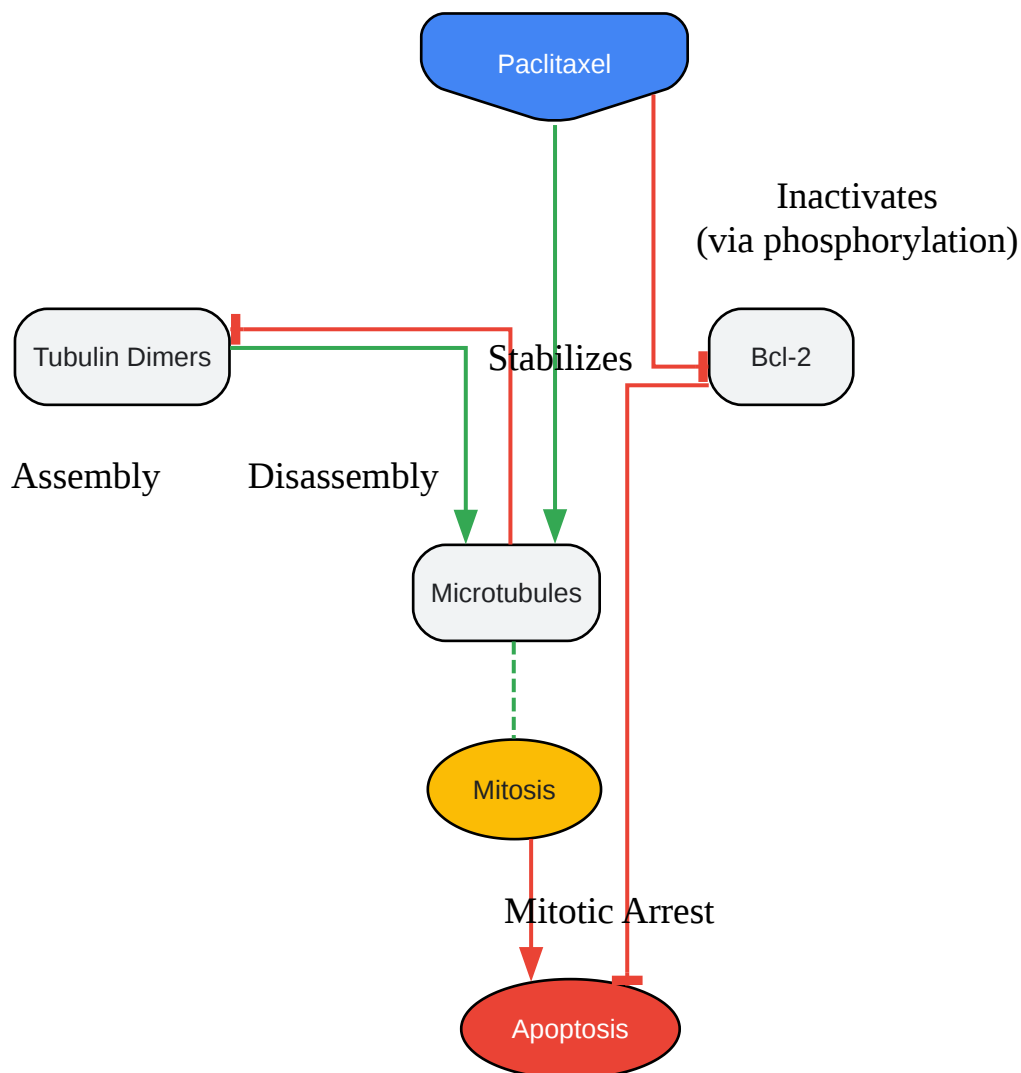 Paclitaxel
Inactivates
(via phosphorylation)
Tubulin Dimers
Stabilizes
Bcl-2
Assembly
Disassembly
Microtubules
Mitosis
Mitotic Arrest
Apoptosis